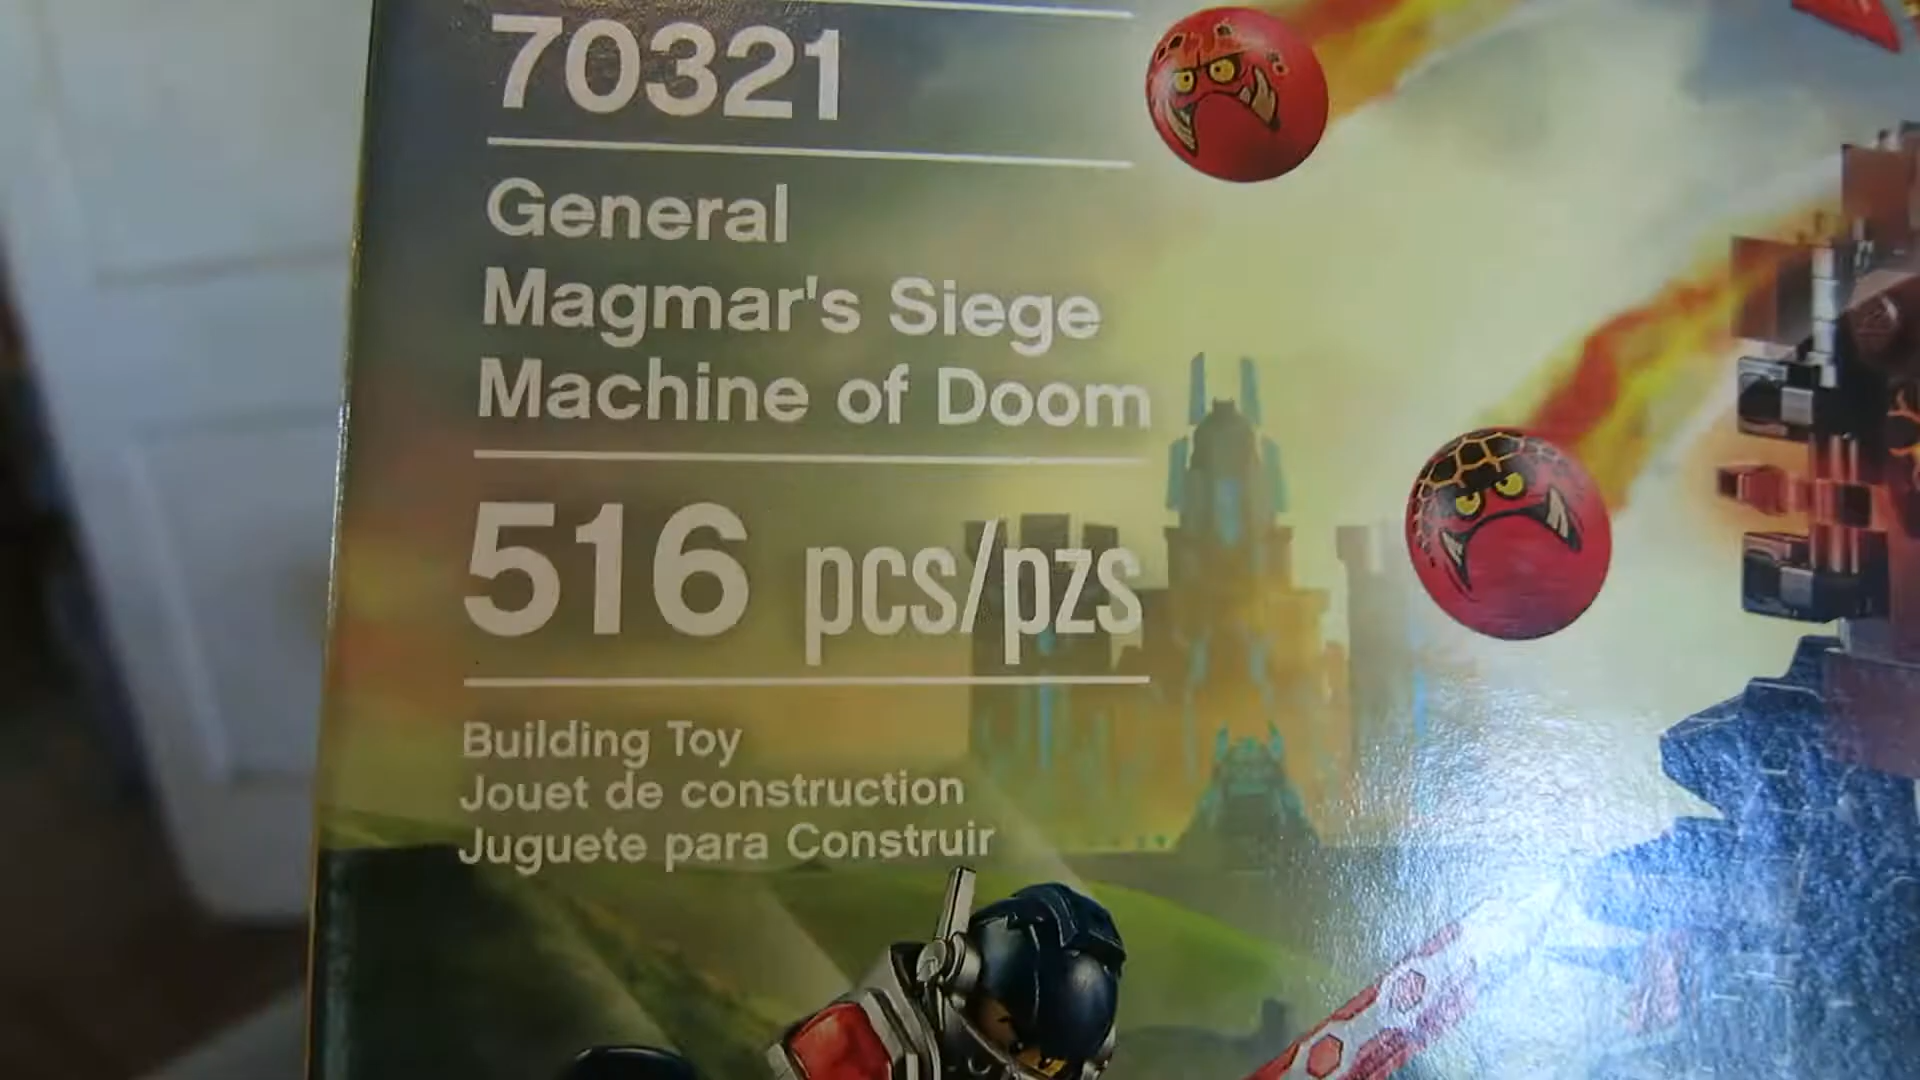 70321
General
Magmar's Siege
Machine of Doom
516 pcs/pzs
Building Toy
Jouet de construction
Juguete para Construir